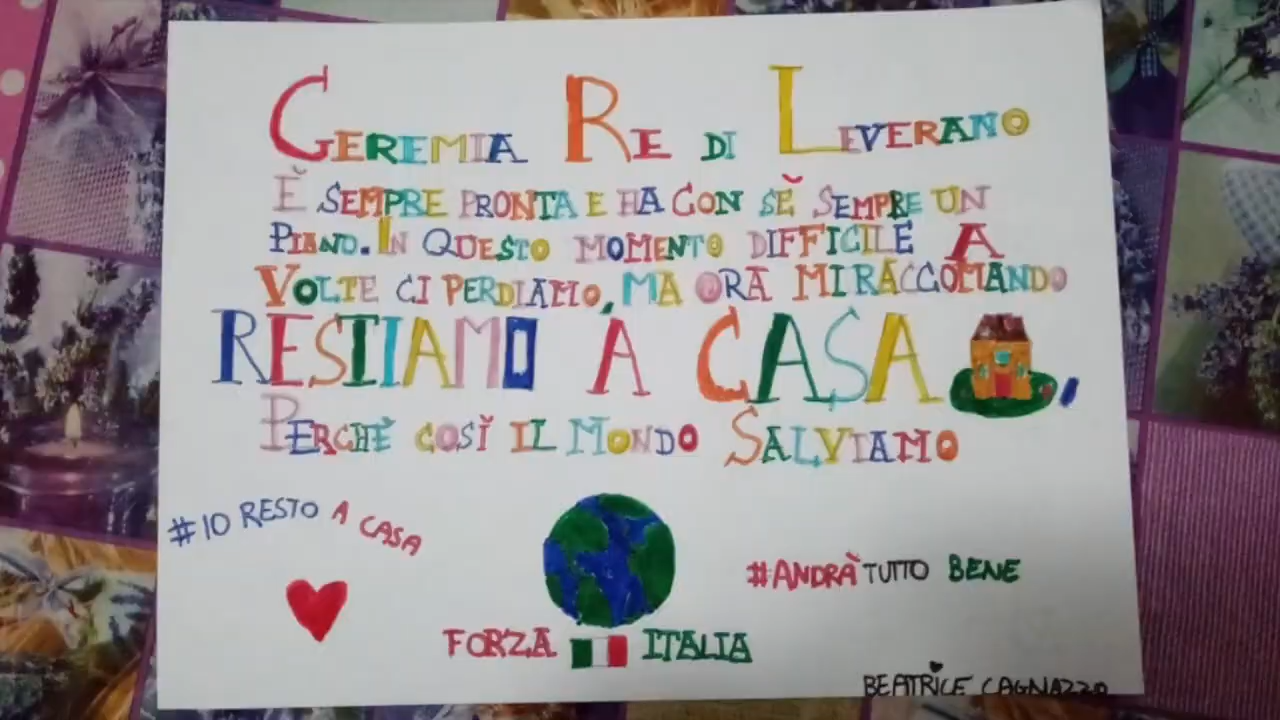 GEREMIA RE DI LEVERANO
È SEMPRE PRONTA E HA CON SÈ SEMPRE UN
PIANO. IN QUESTO MOMENTO DIFFICILE A
VOLTE CI PERDIAMO, MA ORA MI RACCOMANDO
RESTIAMO A CASA,
PERCHÈ COSÌ IL MONDO SALVIAMO
#IO RESTO A CASA
#ANDRÀ TUTTO BENE
FORZA ITALIA
BEATRICE CAGNAZZO